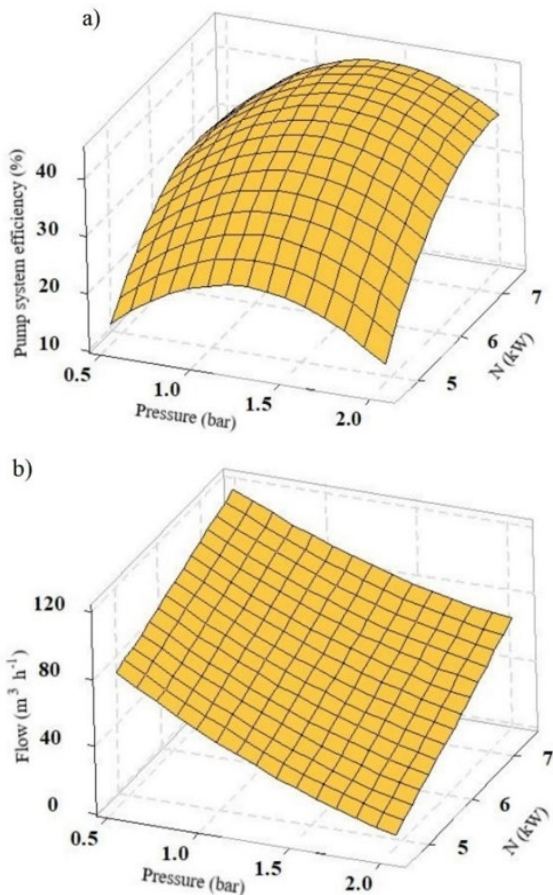 a)
Pump system efficiency (%)
40
30
20
10
0.5
1.0
1.5
2.0
Pressure (bar)
5
6
7
N (kW)
b)
Flow (m³ h⁻¹)
120
80
40
0
0.5
1.0
1.5
2.0
Pressure (bar)
5
6
7
N (kW)